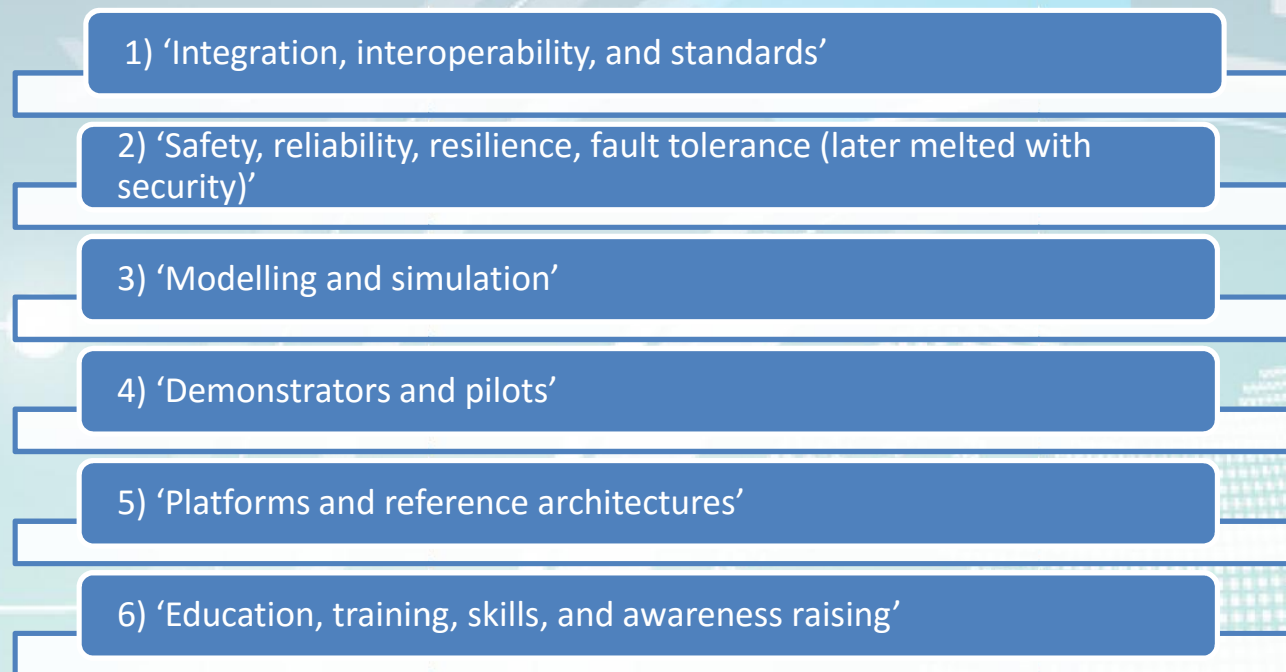 1) ‘Integration, interoperability, and standards’
2) ‘Safety, reliability, resilience, fault tolerance (later melted with
security)’
3) ‘Modelling and simulation’
4) ‘Demonstrators and pilots’
5) ‘Platforms and reference architectures’
6) ‘Education, training, skills, and awareness raising’